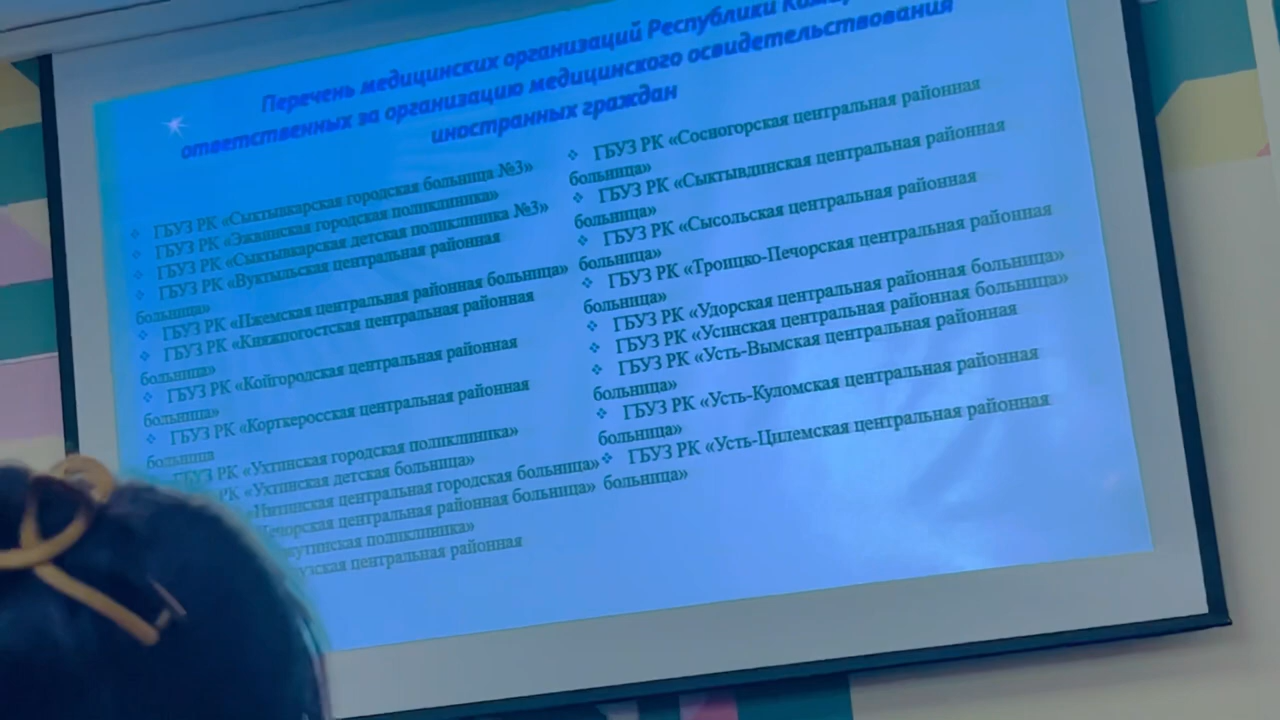 Перечень медицинских организаций Республики
ответственных за организацию медицинского освидетельствования
иностранных граждан
ГБУЗ РК «Сыктывкарская городская больница №3»
ГБУЗ РК «Эжвинская городская поликлиника»
ГБУЗ РК «Сыктывкарская детская поликлиника №3»
ГБУЗ РК «Вуктыльская центральная районная
больница»
ГБУЗ РК «Ижемская центральная районная больница»
ГБУЗ РК «Княжпогостская центральная районная
больница»
ГБУЗ РК «Койгородская центральная районная
больница»
ГБУЗ РК «Корткеросская центральная районная
больница
РК «Ухтинская городская поликлиника»
РК «Ухтинская детская больница»
центральная городская больница»
центральная районная больница»
поликлиника»
центральная районная
ГБУЗ РК «Сосногорская центральная районная
больница»
ГБУЗ РК «Сыктывдинская центральная районная
больница»
ГБУЗ РК «Сысольская центральная районная
больница»
ГБУЗ РК «Троицко-Печорская центральная районная
больница»
ГБУЗ РК «Удорская центральная районная больница»
ГБУЗ РК «Усинская центральная районная больница»
ГБУЗ РК «Усть-Вымская центральная районная
больница»
ГБУЗ РК «Усть-Куломская центральная районная
больница»
ГБУЗ РК «Усть-Цилемская центральная районная
больница»